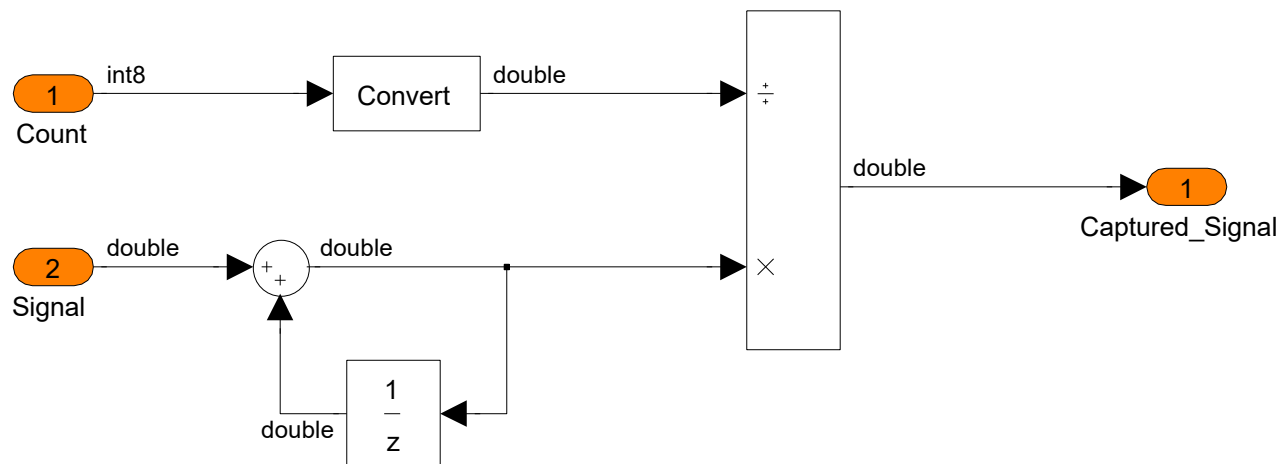 int8
1
Count
Convert
double
÷
double
1
Captured_Signal
double
2
Signal
+
+
double
×
1
z
double